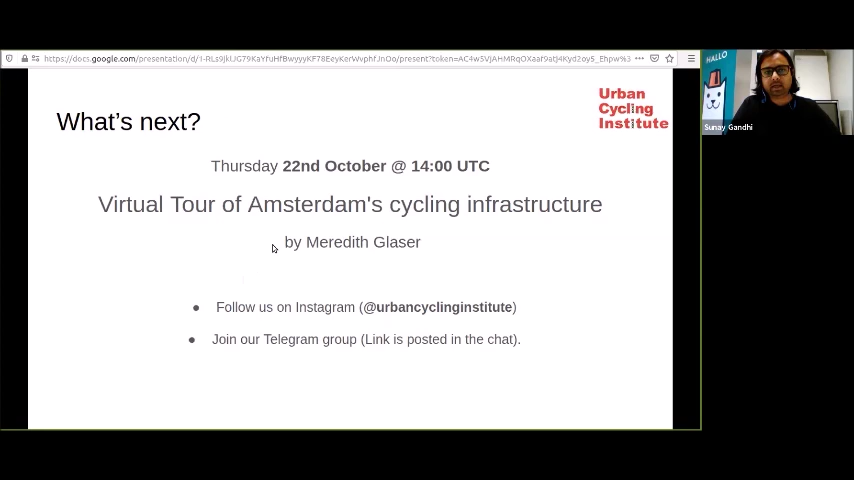 What's next?
Urban
Cycling
Institute
Thursday 22nd October @ 14:00 UTC
Virtual Tour of Amsterdam's cycling infrastructure
by Meredith Glaser
● Follow us on Instagram (@urbancyclinginstitute)
● Join our Telegram group (Link is posted in the chat).
HALLO
Sunay Gandhi